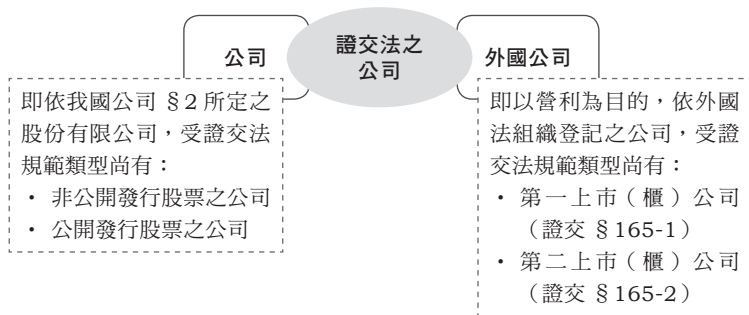 證交法之
公司
公司
即依我國公司 §2 所定之
股份有限公司，受證交法
規範類型尚有：
• 非公開發行股票之公司
• 公開發行股票之公司
外國公司
即以營利為目的，依外國
法組織登記之公司，受證
交法規範類型尚有：
• 第一上市（櫃）公司
（證交 §165-1）
• 第二上市（櫃）公司
（證交 §165-2）